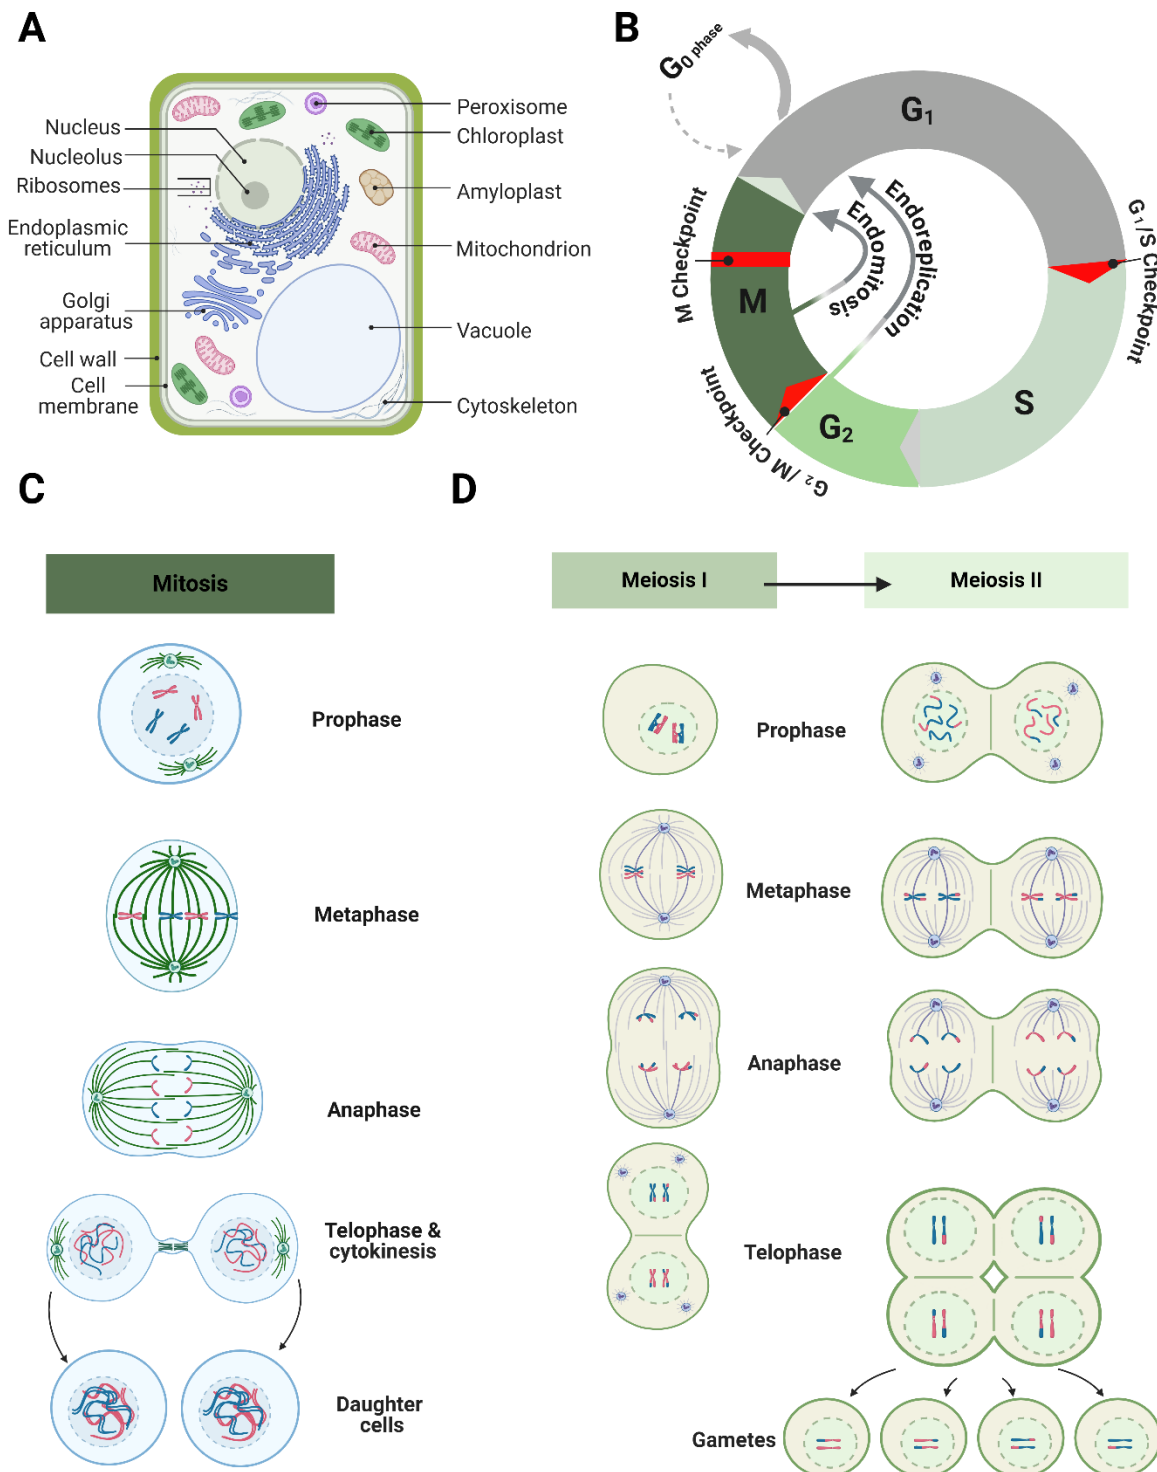 A
Nucleus
Nucleolus
Ribosomes
Endoplasmic
reticulum
Golgi
apparatus
Cell wall
Cell
membrane
Peroxisome
Chloroplast
Amyloplast
Mitochondrion
Vacuole
Cytoskeleton
B
G0 phase
G1
G1/S Checkpoint
S
G2
G2/M Checkpoint
M
M Checkpoint
Endomitosis
Endoreplication
C
Mitosis
Prophase
Metaphase
Anaphase
Telophase &
cytokinesis
Daughter
cells
D
Meiosis I
Meiosis II
Prophase
Metaphase
Anaphase
Telophase
Gametes